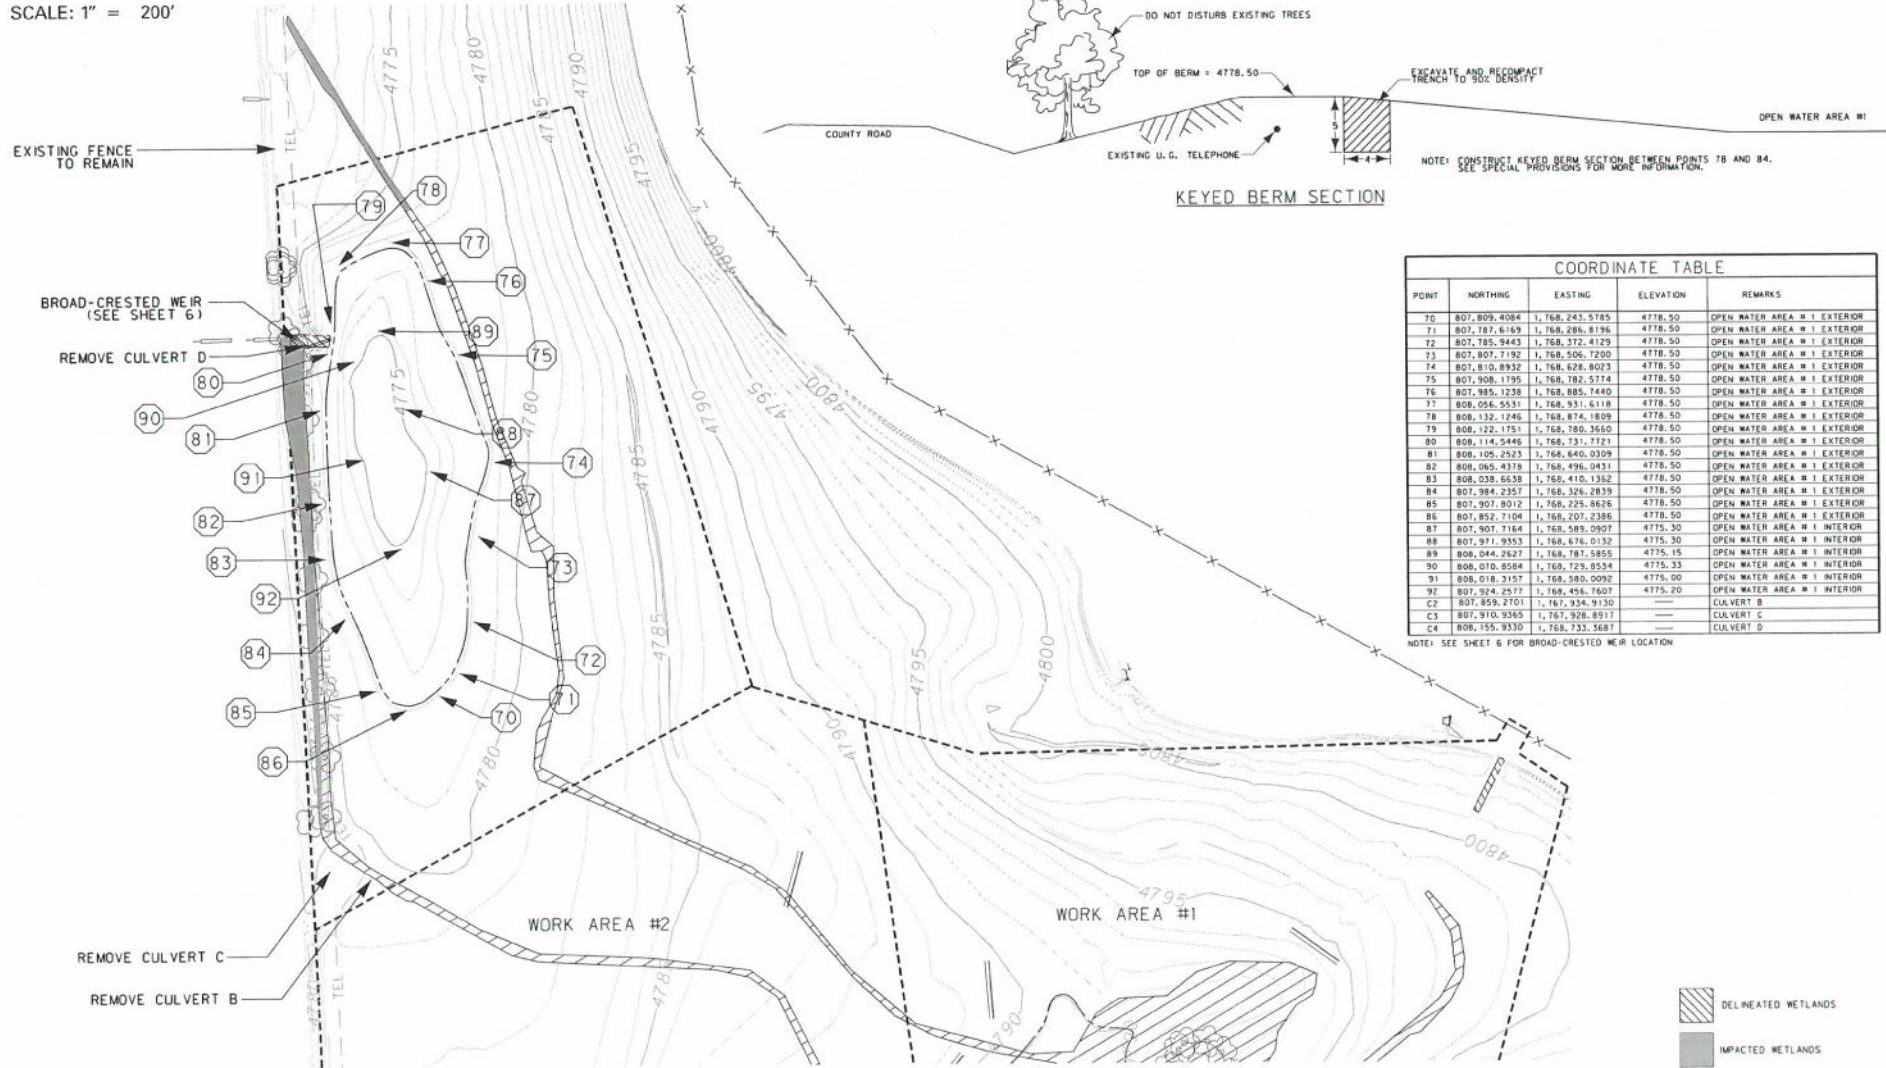 SCALE: 1" = 200'
EXISTING FENCE
TO REMAIN
BROAD-CRESTED WEIR
(SEE SHEET 6)
REMOVE CULVERT D
REMOVE CULVERT C
REMOVE CULVERT B
TEL
TEL
4775
4780
4785
4790
4795
4800
79
78
77
76
89
75
80
90
81
88
74
91
87
82
83
73
92
84
72
85
71
70
86
4775
4780
4785
4790
4795
4800
4785
4780
4790
4795
4800
4800
4795
4800
4790
4780
WORK AREA #2
WORK AREA #1
DO NOT DISTURB EXISTING TREES
TOP OF BERM = 4778.50
EXCAVATE AND RECOMPACT
TRENCH TO 90% DENSITY
COUNTY ROAD
OPEN WATER AREA #1
5
4
EXISTING U.G. TELEPHONE
NOTE: CONSTRUCT KEYED BERM SECTION BETWEEN POINTS 78 AND 84.
SEE SPECIAL PROVISIONS FOR MORE INFORMATION.
KEYED BERM SECTION
COORDINATE TABLE
POINT NORTHING EASTING ELEVATION REMARKS
70 807,809.4084 1,768,243.5785 4778.50 OPEN WATER AREA # 1 EXTERIOR
71 807,787.6169 1,768,286.8196 4778.50 OPEN WATER AREA # 1 EXTERIOR
72 807,785.9443 1,768,372.4129 4778.50 OPEN WATER AREA # 1 EXTERIOR
73 807,807.7192 1,768,506.7200 4778.50 OPEN WATER AREA # 1 EXTERIOR
74 807,810.8932 1,768,628.8023 4778.50 OPEN WATER AREA # 1 EXTERIOR
75 807,908.1795 1,768,782.5774 4778.50 OPEN WATER AREA # 1 EXTERIOR
76 807,985.1238 1,768,885.7440 4778.50 OPEN WATER AREA # 1 EXTERIOR
77 808,056.5531 1,768,931.6118 4778.50 OPEN WATER AREA # 1 EXTERIOR
78 808,132.1246 1,768,874.1809 4778.50 OPEN WATER AREA # 1 EXTERIOR
79 808,122.1751 1,768,780.3660 4778.50 OPEN WATER AREA # 1 EXTERIOR
80 808,114.5446 1,768,731.7721 4778.50 OPEN WATER AREA # 1 EXTERIOR
81 808,105.2523 1,768,640.0309 4778.50 OPEN WATER AREA # 1 EXTERIOR
82 808,065.4378 1,768,496.0431 4778.50 OPEN WATER AREA # 1 EXTERIOR
83 808,038.6638 1,768,410.1362 4778.50 OPEN WATER AREA # 1 EXTERIOR
84 807,984.2357 1,768,326.2839 4778.50 OPEN WATER AREA # 1 EXTERIOR
85 807,907.8012 1,768,225.8626 4778.50 OPEN WATER AREA # 1 EXTERIOR
86 807,852.7104 1,768,207.2386 4778.50 OPEN WATER AREA # 1 EXTERIOR
87 807,907.7164 1,768,589.0907 4775.30 OPEN WATER AREA # 1 INTERIOR
88 807,971.9353 1,768,676.0132 4775.30 OPEN WATER AREA # 1 INTERIOR
89 808,044.2627 1,768,787.5855 4775.15 OPEN WATER AREA # 1 INTERIOR
90 808,070.8584 1,768,729.8534 4775.33 OPEN WATER AREA # 1 INTERIOR
91 808,018.3157 1,768,580.0092 4775.00 OPEN WATER AREA # 1 INTERIOR
92 807,924.2577 1,768,456.7607 4775.20 OPEN WATER AREA # 1 INTERIOR
C2 807,859.2701 1,767,934.9130 —— CULVERT B
C3 807,910.9365 1,767,928.8917 —— CULVERT C
C4 808,155.9330 1,768,733.3687 —— CULVERT D
NOTE: SEE SHEET 6 FOR BROAD-CRESTED WEIR LOCATION
DELINEATED WETLANDS
IMPACTED WETLANDS